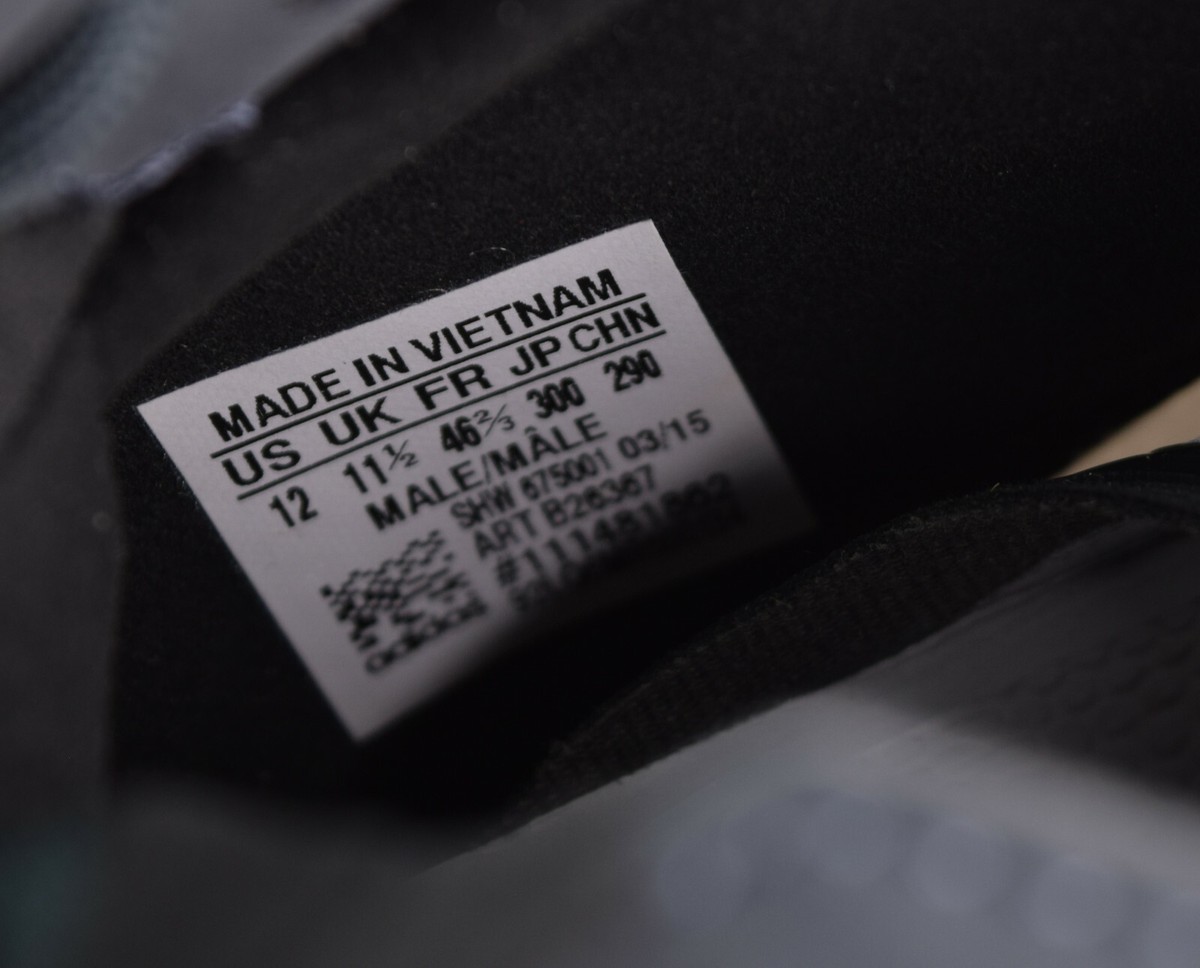 MADE IN VIETNAM
US UK FR JP CHN
12 11½ 46⅔ 300 290
MALE/MÂLE
SHW 675001 03/15
ART B26367
adidas